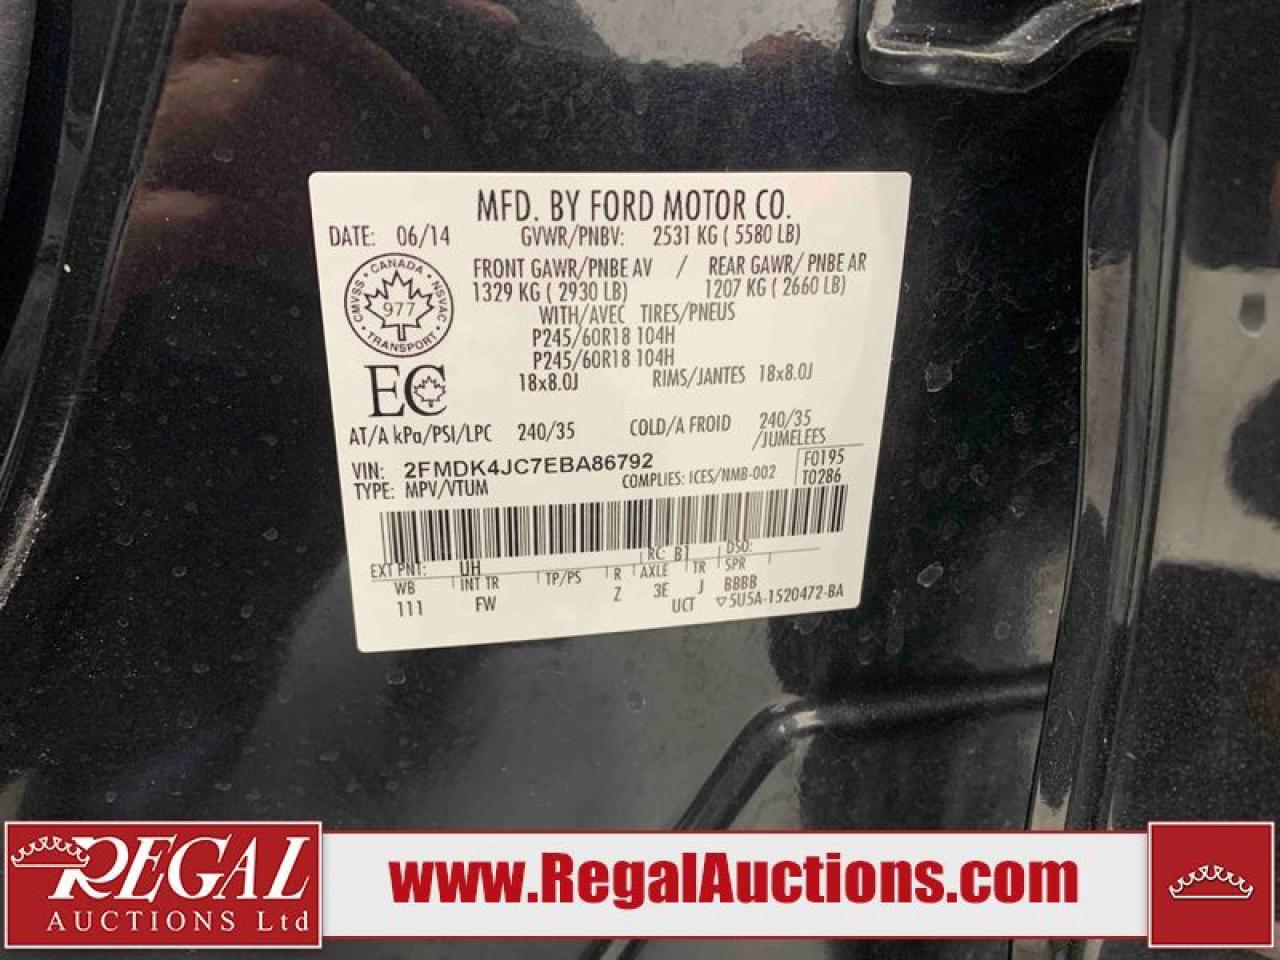 MFD. BY FORD MOTOR CO.
DATE: 06/14 GVWR/PNBV: 2531 KG ( 5580 LB)
FRONT GAWR/PNBE AV / REAR GAWR/ PNBE AR
1329 KG ( 2930 LB) 1207 KG ( 2660 LB)
WITH/AVEC TIRES/PNEUS
P245/60R18 104H
P245/60R18 104H
18x8.0J RIMS/JANTES 18x8.0J
CANADA
CMVSS
NSVAC
977
TRANSPORT
EC
AT/A kPa/PSI/LPC 240/35 COLD/A FROID 240/35
/JUMELEES
VIN: 2FMDK4JC7EBA86792
TYPE: MPV/VTUM COMPLIES: ICES/NMB-002
F0195
T0286
EXT PNT: UH RC: B1 DSO:
WB INT TR TP/PS R AXLE TR SPR
111 FW Z 3E J BBBB
UCT ▽5U5A-1520472-BA
REGAL
AUCTIONS Ltd
www.RegalAuctions.com